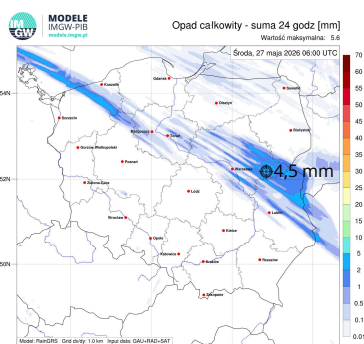 IMGW
MODELE
IMGW-PIB
modele.imgw.pl
Opad całkowity - suma 24 godz [mm]
Wartość maksymalna: 5.6
Środa, 27 maja 2026 06:00 UTC
Gdańsk
Koszalin
Suwałki
54N
Olsztyn
Szczecin
Białystok
Bydgoszcz
Toruń
Gorzów Wielkopolski
Poznań
Warszawa
4,5 mm
52N
Zielona Góra
Łódź
Wrocław
Lublin
Opole
Kielce
Katowice
Kraków
Rzeszów
50N
Zakopane
70
60
55
50
45
40
35
30
25
20
15
10
5
2
1
0.5
0.1
0.01
Model: RainGRS Grid dx/dy: 1.0 km Input data: GAU+RAD+SAT